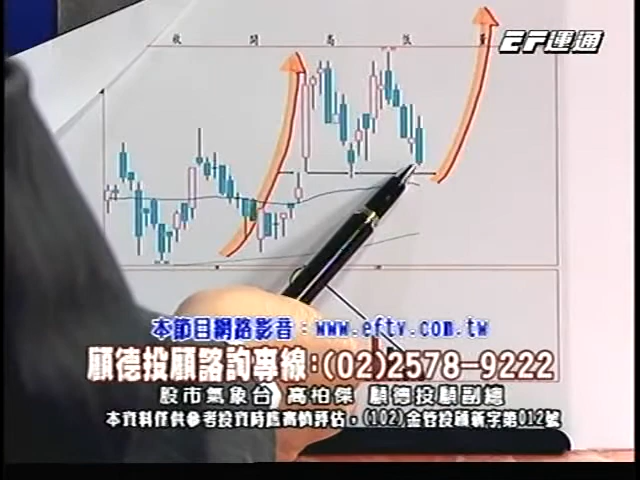 EF運通
收 開 高 低 量
本節目網路影音：www.eftv.com.tw
顧德投顧諮詢專線:(02)2578-9222
股市氣象台 高柏傑 顧德投顧副總
本資料僅供參考投資時應審慎評估。(102)金管投顧新字第012號